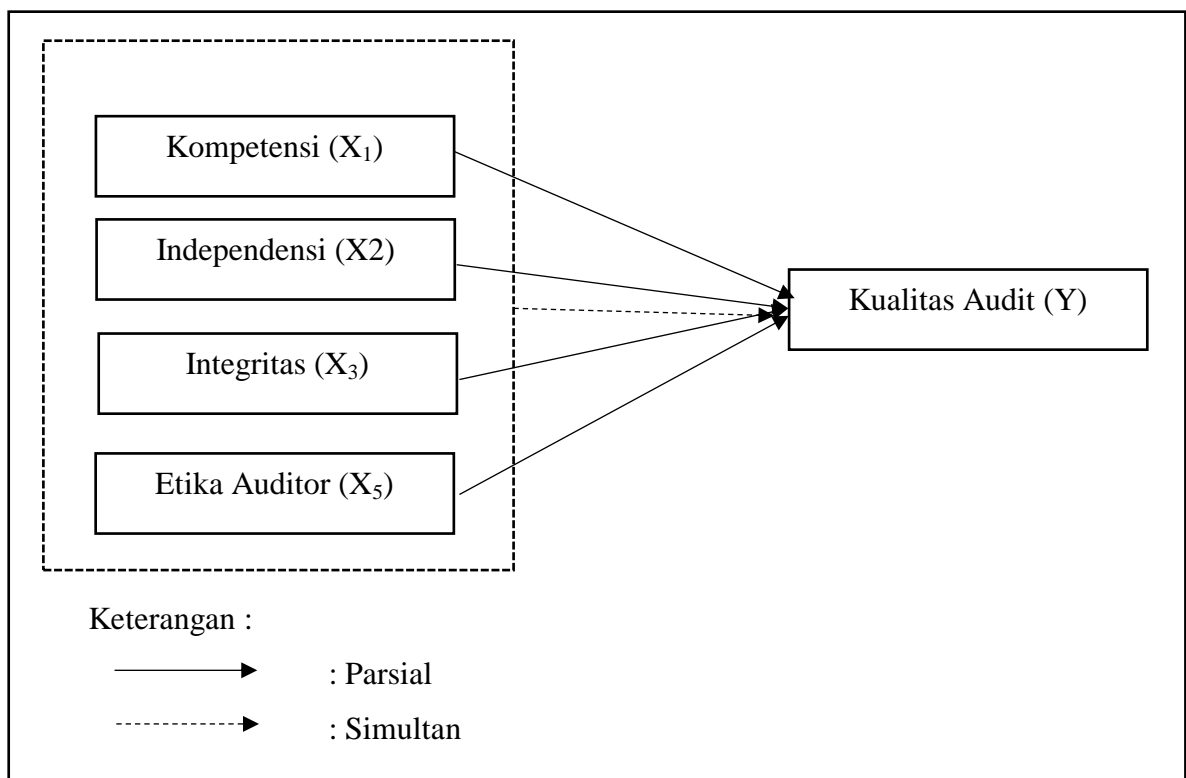 Kompetensi (X₁)
Independensi (X2)
Kualitas Audit (Y)
Integritas (X₃)
Etika Auditor (X₅)
Keterangan :
: Parsial
: Simultan